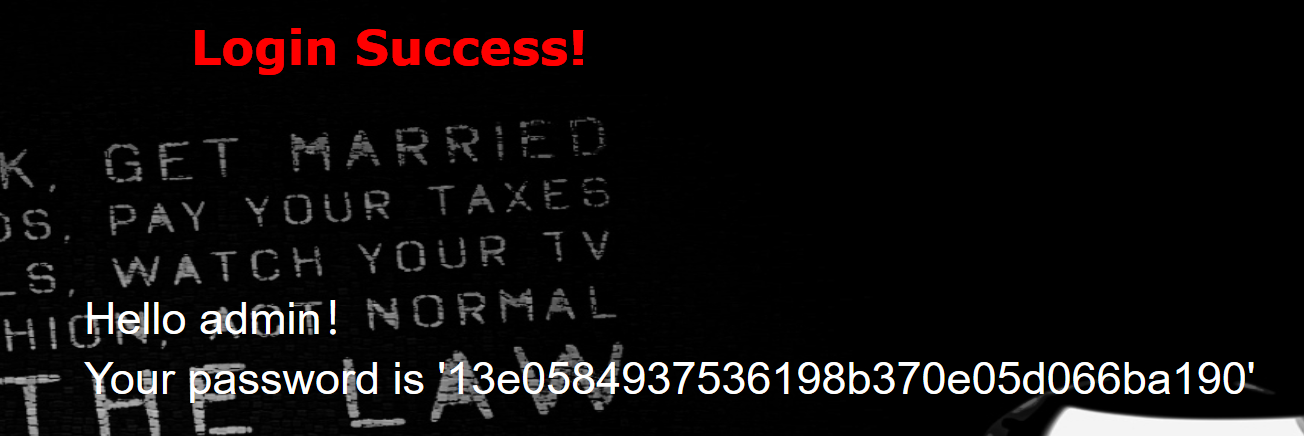 Login Success!
K, GET MARRIED
DS, PAY YOUR TAXES
LS, WATCH YOUR TV
HION, ACT NORMAL
THE LAW
Hello admin！
Your password is '13e0584937536198b370e05d066ba190'